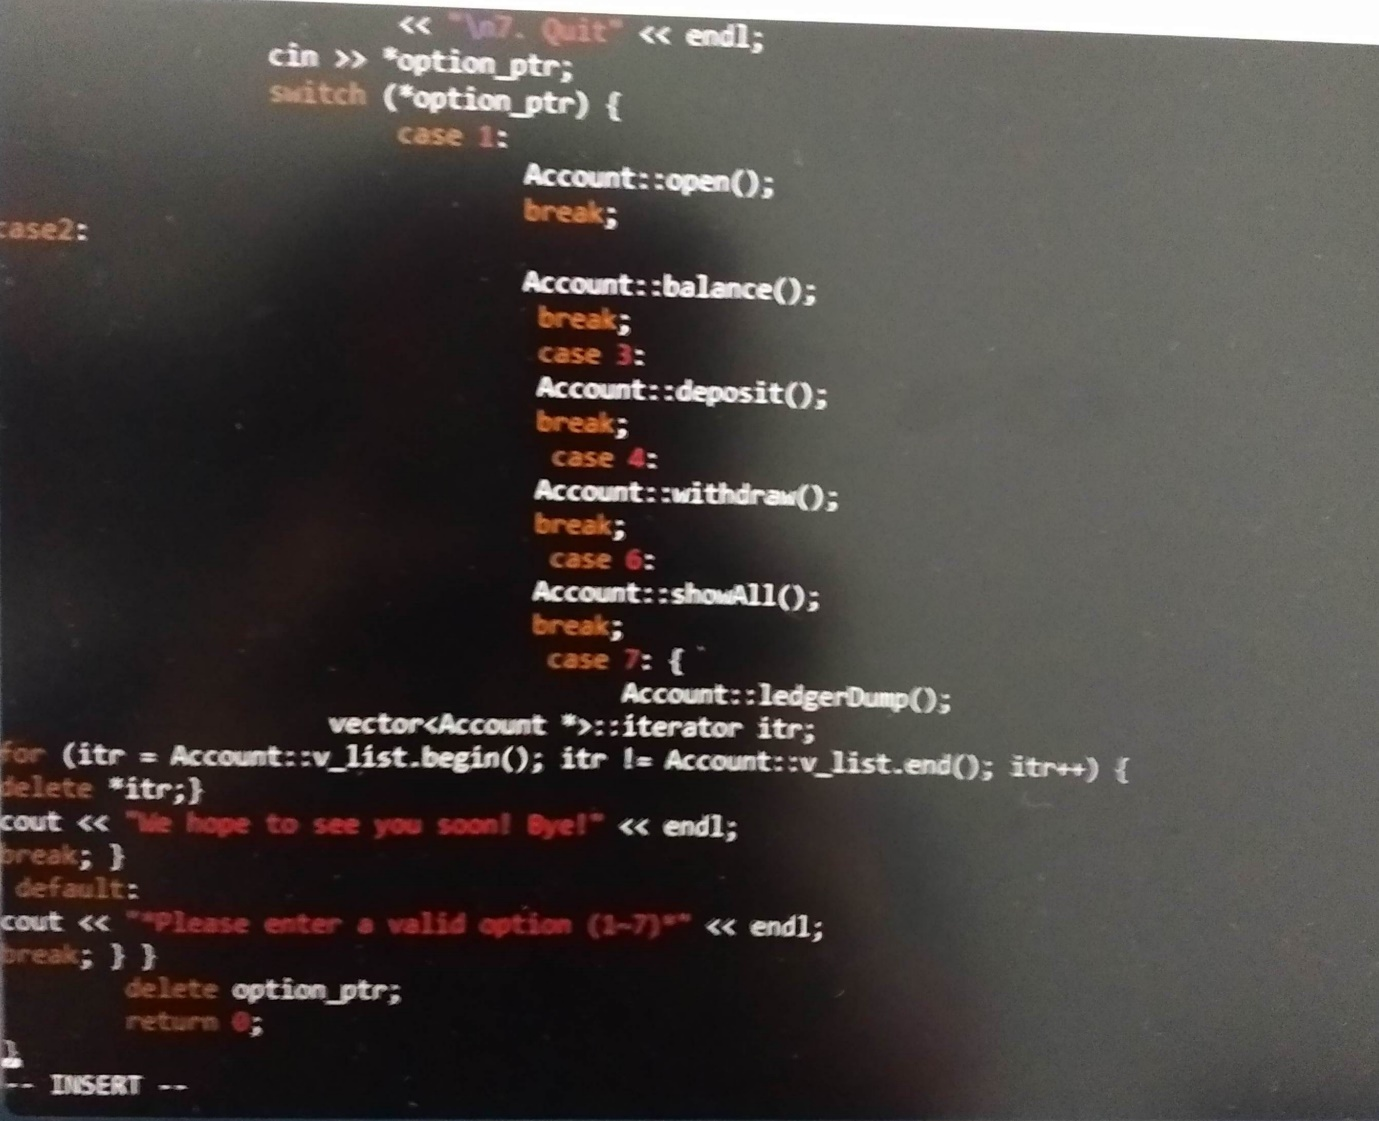 << "\n7. Quit" << endl;
cin >> *option_ptr;
switch (*option_ptr) {
case 1:
Account::open();
break;
case2:
Account::balance();
break;
case 3:
Account::deposit();
break;
case 4:
Account::withdraw();
break;
case 6:
Account::showAll();
break;
case 7: {
Account::ledgerDump();
vector<Account *>::iterator itr;
for (itr = Account::v_list.begin(); itr != Account::v_list.end(); itr++) {
delete *itr;}
cout << "We hope to see you soon! Bye!" << endl;
break; }
default:
cout << "*Please enter a valid option (1~7)*" << endl;
break; } }
delete option_ptr;
return 0;
}
-- INSERT --